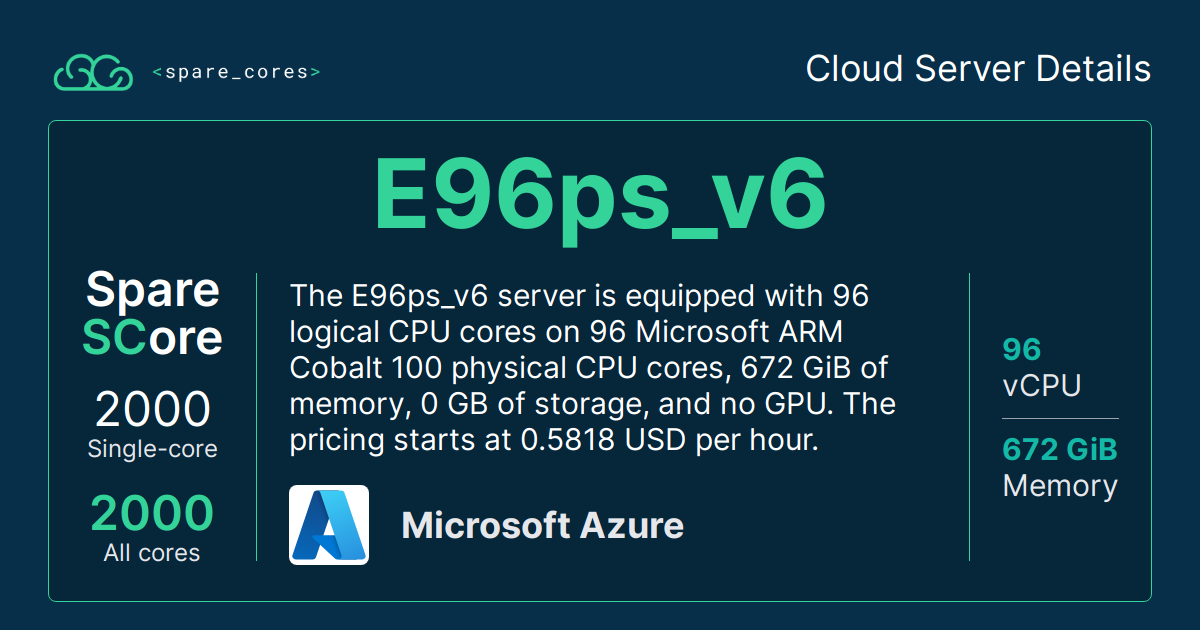 <spare_cores>
Cloud Server Details
E96ps_v6
Spare
SCore
2000
Single-core
2000
All cores
The E96ps_v6 server is equipped with 96
logical CPU cores on 96 Microsoft ARM
Cobalt 100 physical CPU cores, 672 GiB of
memory, 0 GB of storage, and no GPU. The
pricing starts at 0.5818 USD per hour.
Microsoft Azure
96
vCPU
672 GiB
Memory